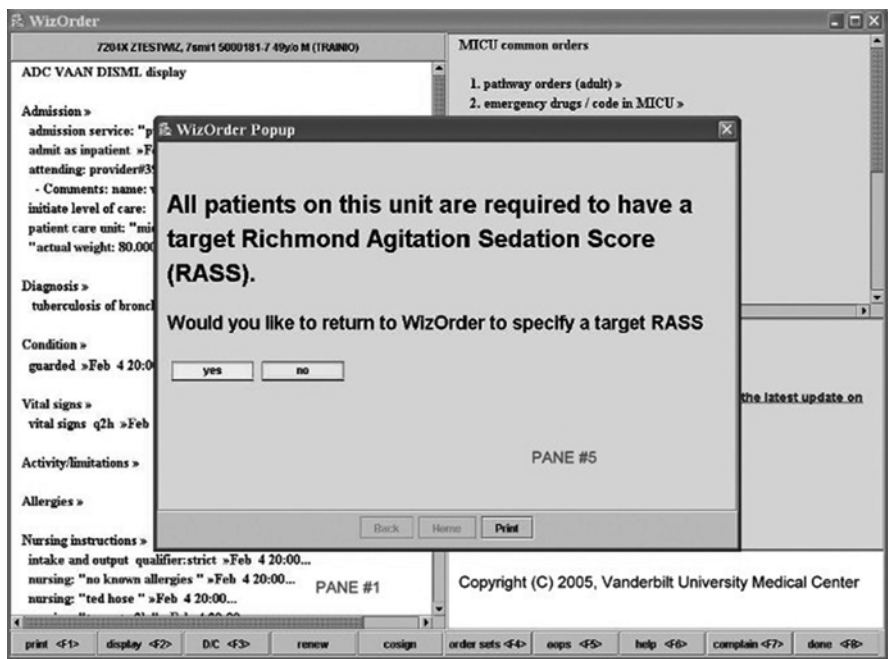 WizOrder
7204X ZTESTWIZ, 7smi1 5000181-7 49y/o M (TRAINIO)
ADC VAAN DISML display
Admission »
admission service: "p
admit as inpatient »F
attending: provider#39
- Comments: name:
initiate level of care:
patient care unit: "mi
"actual weight: 80.000
Diagnosis »
tuberculosis of bronc
Condition »
guarded »Feb 4 20:0
Vital signs »
vital signs q2h »Feb
Activity/limitations »
Allergies »
Nursing instructions »
intake and output qualifier:strict »Feb 4 20:00...
nursing: "no known allergies " »Feb 4 20:00...
nursing: "ted hose " »Feb 4 20:00...
PANE #1
MICU common orders
1. pathway orders (adult) »
2. emergency drugs / code in MICU »
WizOrder Popup
All patients on this unit are required to have a
target Richmond Agitation Sedation Score
(RASS).
Would you like to return to WizOrder to specify a target RASS
yes no
PANE #5
Back Home Print
the latest update on
Copyright (C) 2005, Vanderbilt University Medical Center
print <F1> display <F2> D/C <F3> renew cosign order sets <F4> oops <F5> help <F6> complain <F7> done <F8>